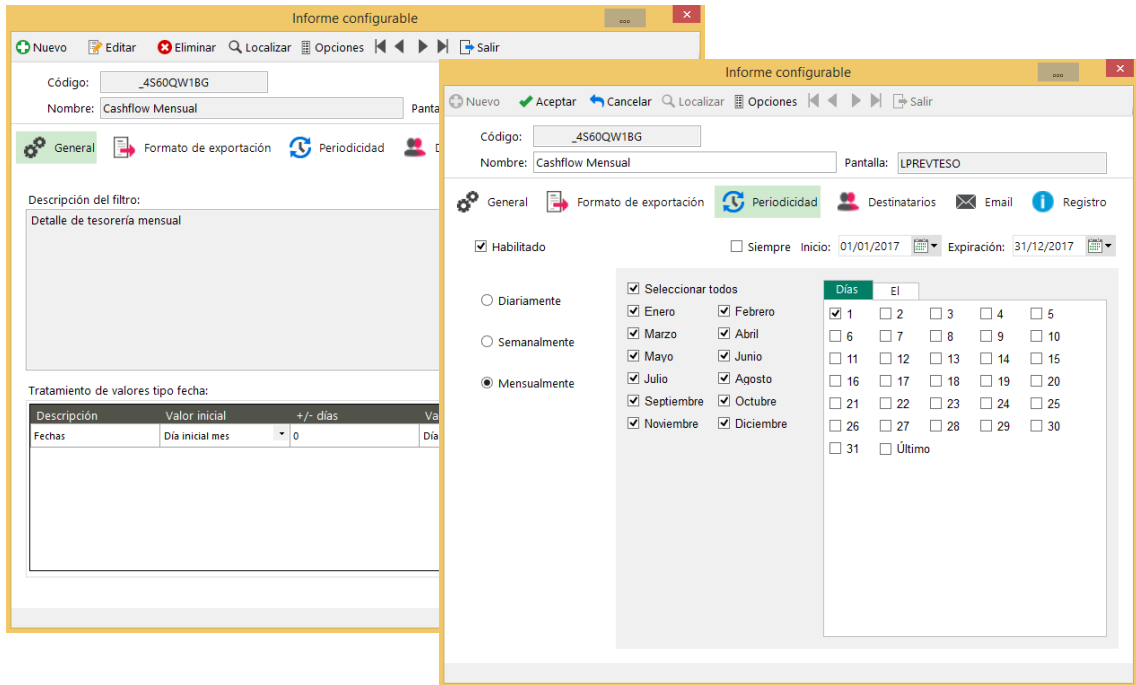 Informe configurable
Nuevo Editar Eliminar Localizar Opciones Salir
Código: _4S60QW1BG
Nombre: Cashflow Mensual Panta
General Formato de exportación Periodicidad D
Descripción del filtro:
Detalle de tesorería mensual
Tratamiento de valores tipo fecha:
Descripción Valor inicial +/- días Va
Fechas Día inicial mes 0 Día
Informe configurable
Nuevo Aceptar Cancelar Localizar Opciones Salir
Código: _4S60QW1BG
Nombre: Cashflow Mensual Pantalla: LPREVTESO
General Formato de exportación Periodicidad Destinatarios Email Registro
Habilitado Siempre Inicio: 01/01/2017 Expiración: 31/12/2017
Diariamente
Semanalmente
Mensualmente
Seleccionar todos
Enero Febrero
Marzo Abril
Mayo Junio
Julio Agosto
Septiembre Octubre
Noviembre Diciembre
Días El
1 2 3 4 5
6 7 8 9 10
11 12 13 14 15
16 17 18 19 20
21 22 23 24 25
26 27 28 29 30
31 Último